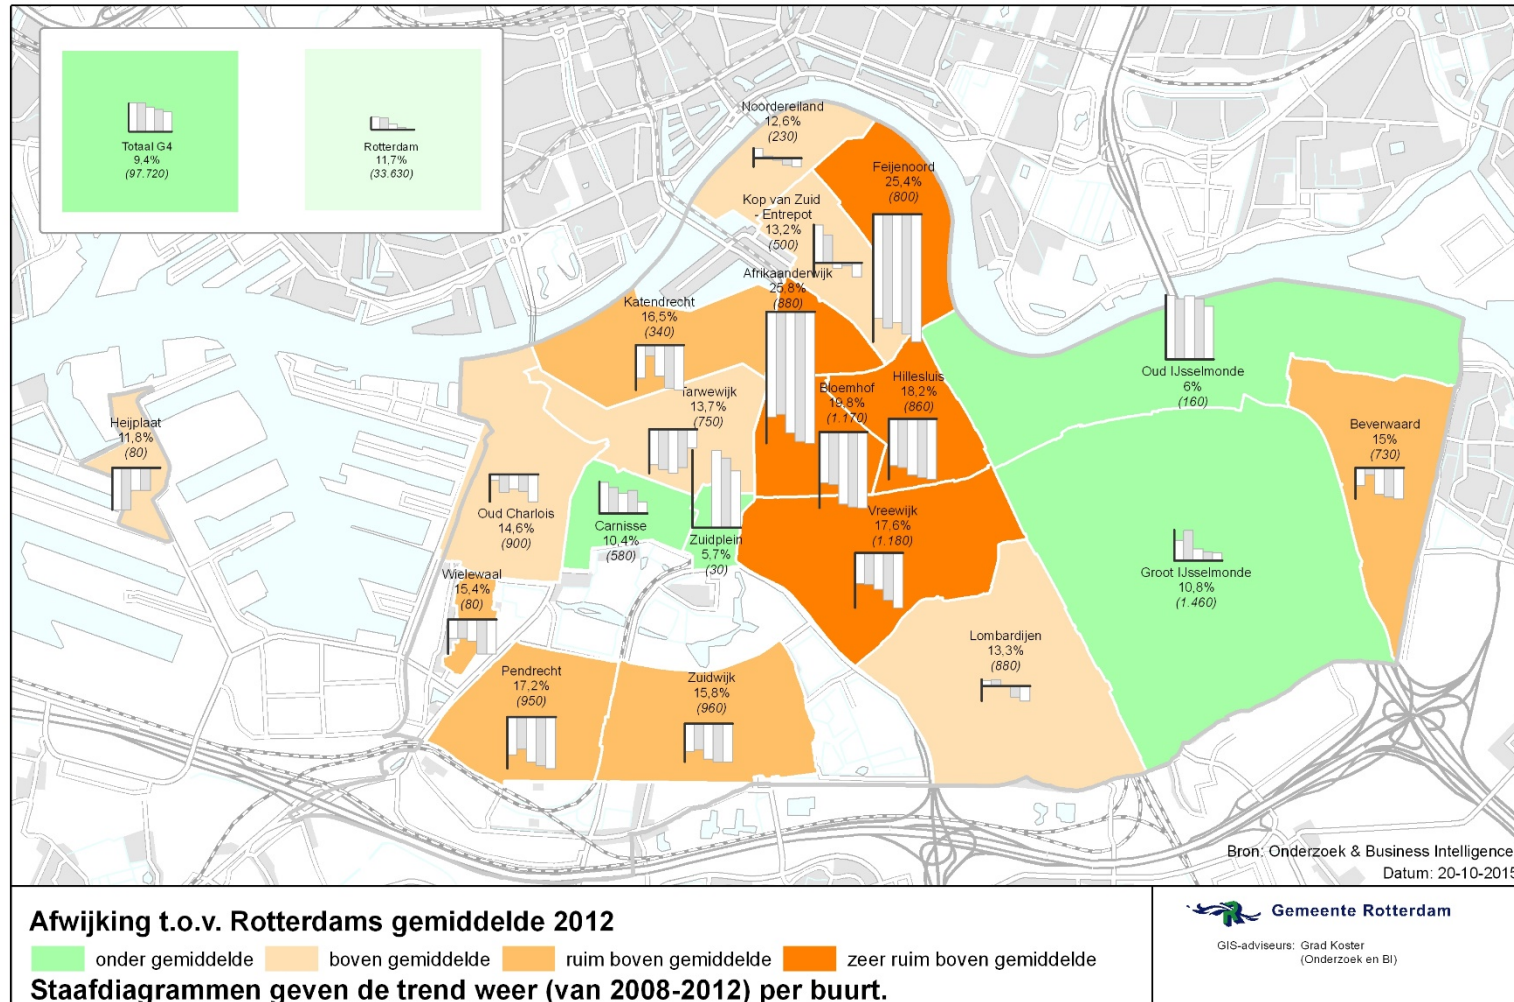 Totaal G4
9,4%
(97.720)
Rotterdam
11,7%
(33.630)
Noordereiland
12,6%
(230)
Feijenoord
25,4%
(800)
Kop van Zuid
- Entrepot
13,2%
(500)
Afrikaanderwijk
25,8%
(880)
Katendrecht
16,5%
(340)
Tarwewijk
13,7%
(750)
Bloemhof
19,8%
(1.170)
Hillesluis
18,2%
(860)
Oud IJsselmonde
6%
(160)
Beverwaard
15%
(730)
Heijplaat
11,8%
(80)
Oud Charlois
14,6%
(900)
Carnisse
10,4%
(580)
Zuidplein
5,7%
(30)
Vreewijk
17,6%
(1.180)
Groot IJsselmonde
10,8%
(1.460)
Wielewaal
15,4%
(80)
Lombardijen
13,3%
(880)
Pendrecht
17,2%
(950)
Zuidwijk
15,8%
(960)
Bron: Onderzoek & Business Intelligence
Datum: 20-10-2015
Afwijking t.o.v. Rotterdams gemiddelde 2012
onder gemiddelde boven gemiddelde ruim boven gemiddelde zeer ruim boven gemiddelde
Staafdiagrammen geven de trend weer (van 2008-2012) per buurt.
Gemeente Rotterdam
GIS-adviseurs: Grad Koster
(Onderzoek en BI)